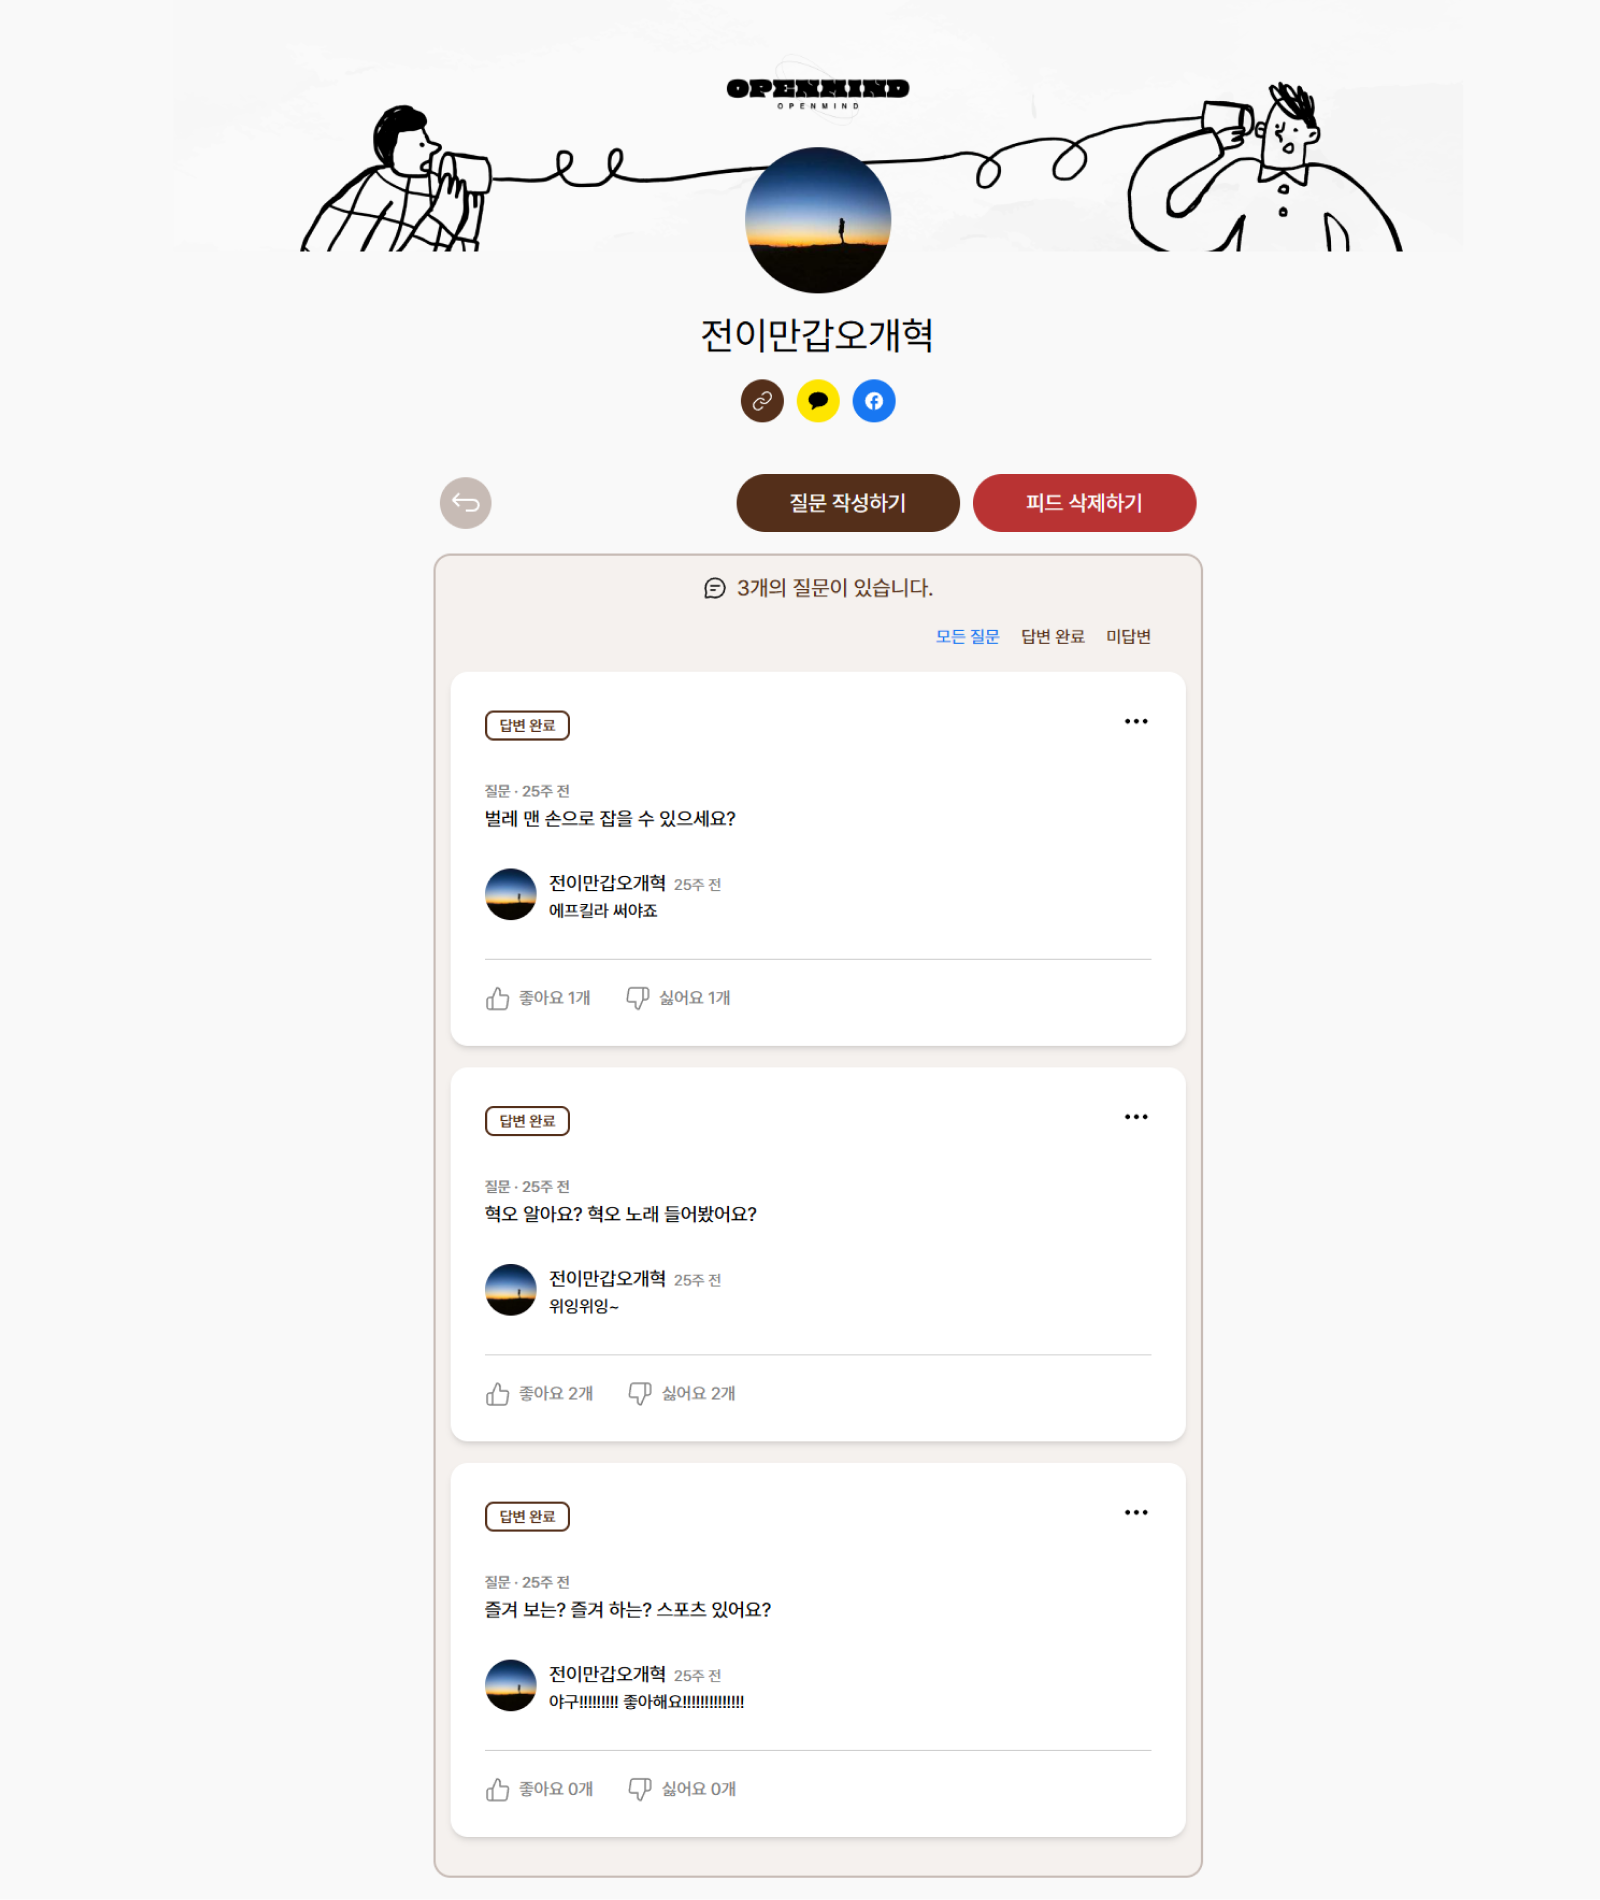 OPENMIND
OPENMIND
전이만갑오개혁
질문 작성하기
피드 삭제하기
3개의 질문이 있습니다.
모든 질문 답변 완료 미답변
답변 완료
질문 · 25주 전
벌레 맨 손으로 잡을 수 있으세요?
전이만갑오개혁 25주 전
에프킬라 써야죠
좋아요 1개 싫어요 1개
답변 완료
질문 · 25주 전
혁오 알아요? 혁오 노래 들어봤어요?
전이만갑오개혁 25주 전
위잉위잉~
좋아요 2개 싫어요 2개
답변 완료
질문 · 25주 전
즐겨 보는? 즐겨 하는? 스포츠 있어요?
전이만갑오개혁 25주 전
야구!!!!!!!!! 좋아해요!!!!!!!!!!!!!!
좋아요 0개 싫어요 0개